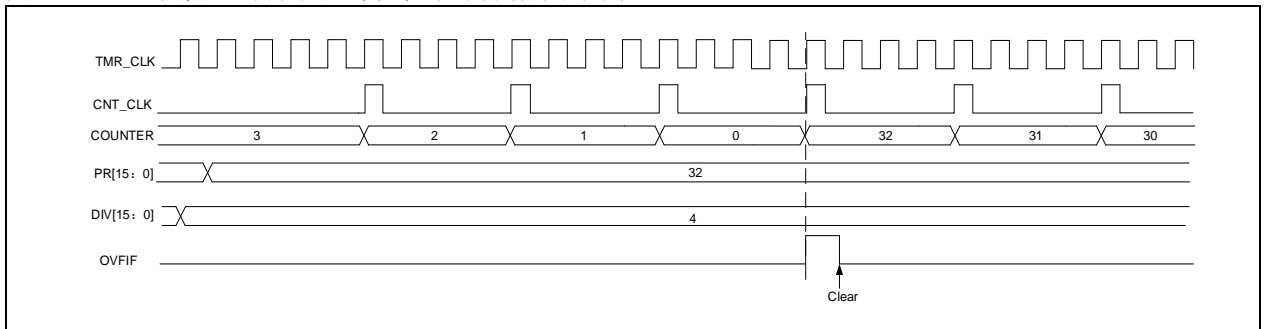 TMR_CLK
CNT_CLK
COUNTER 3 2 1 0 32 31 30
PR[15：0] 32
DIV[15：0] 4
OVFIF
Clear